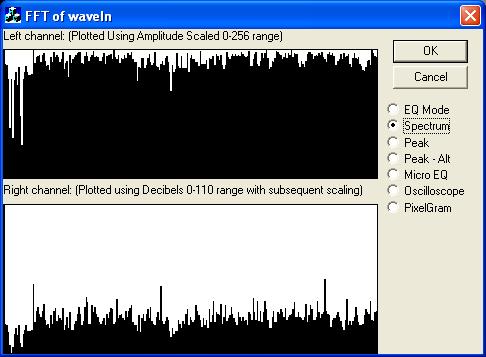 FFT of waveIn
Left channel: (Plotted Using Amplitude Scaled 0-256 range)
OK
Cancel
EQ Mode
Spectrum
Peak
Peak - Alt
Micro EQ
Oscilloscope
PixelGram
Right channel: (Plotted using Decibels 0-110 range with subsequent scaling)